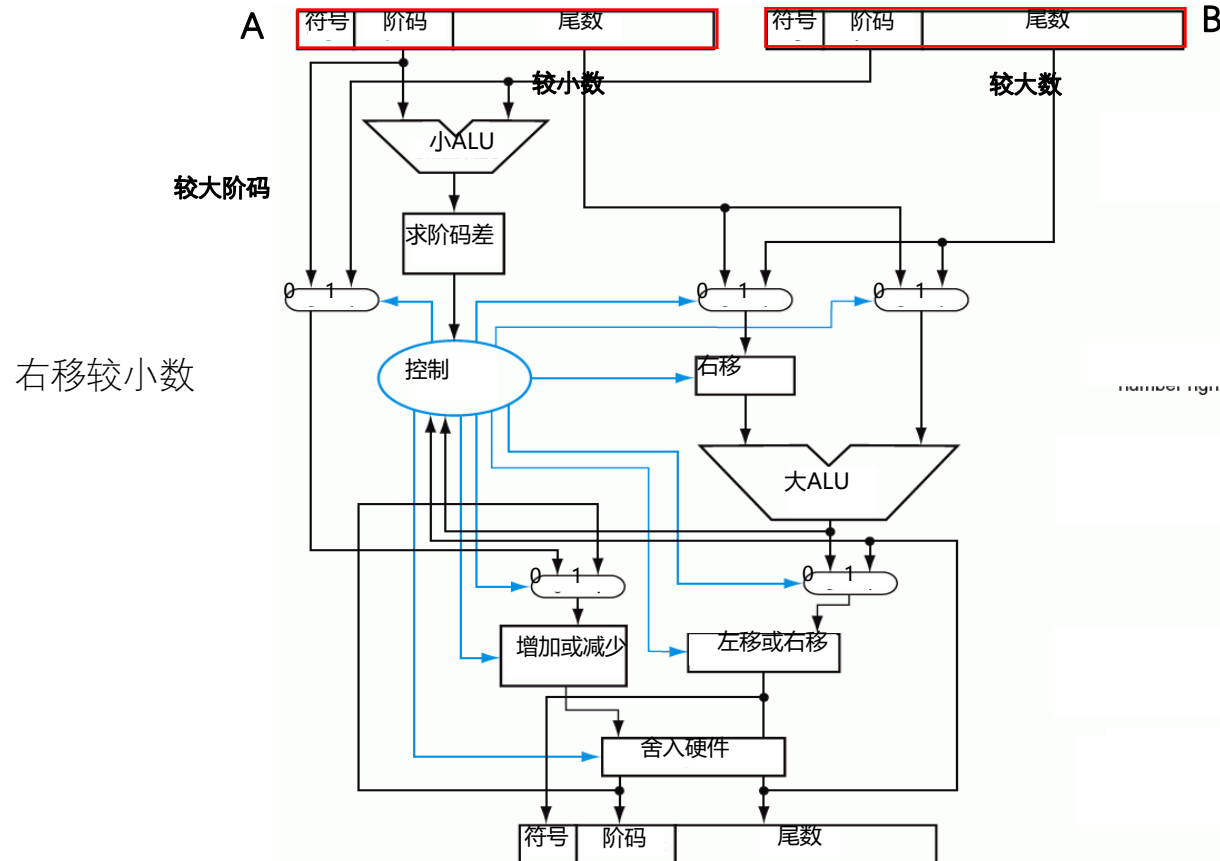 A 符号 阶码 尾数 符号 阶码 尾数 B
较小数 较大数
小ALU
较大阶码
求阶码差
0 1 0 1 0 1
控制 右移
右移较小数
大ALU
0 1 0 1
增加或减少 左移或右移
舍入硬件
符号 阶码 尾数